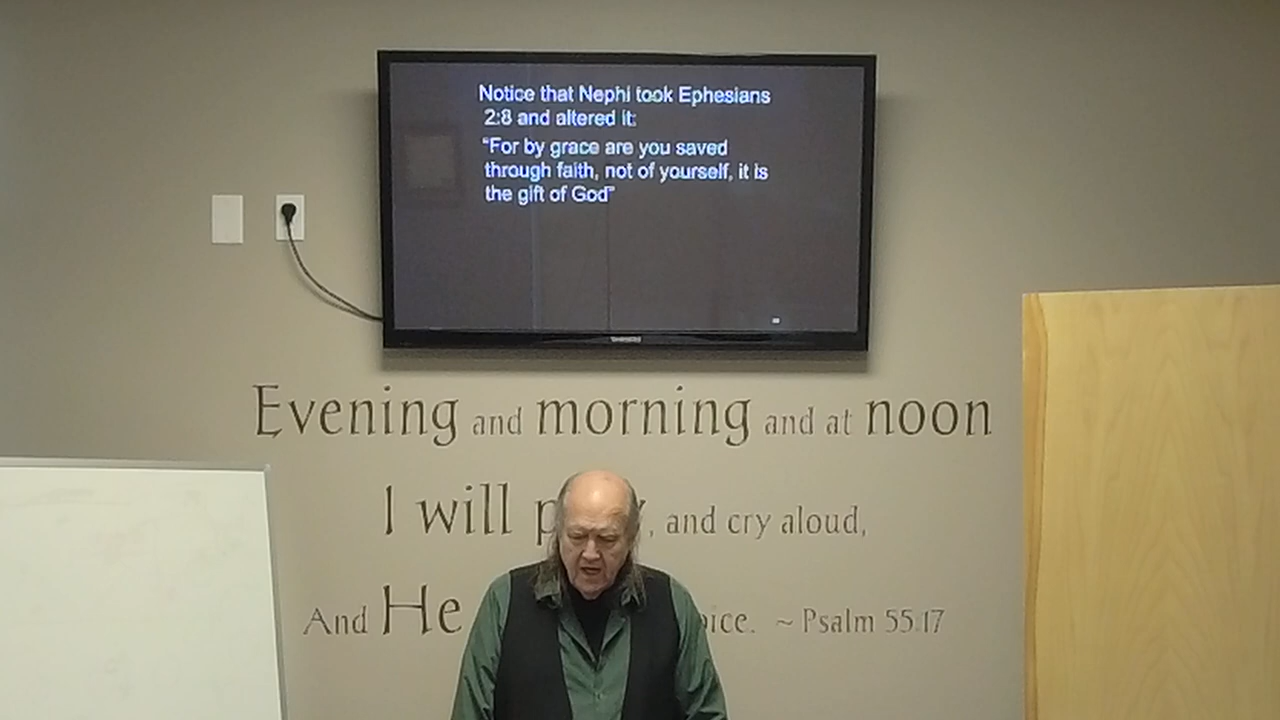 Notice that Nephi took Ephesians
2:8 and altered it:
“For by grace are you saved
through faith, not of yourself, it is
the gift of God”
Evening and morning and at noon
I will p y, and cry aloud,
And He oice. ~ Psalm 55:17